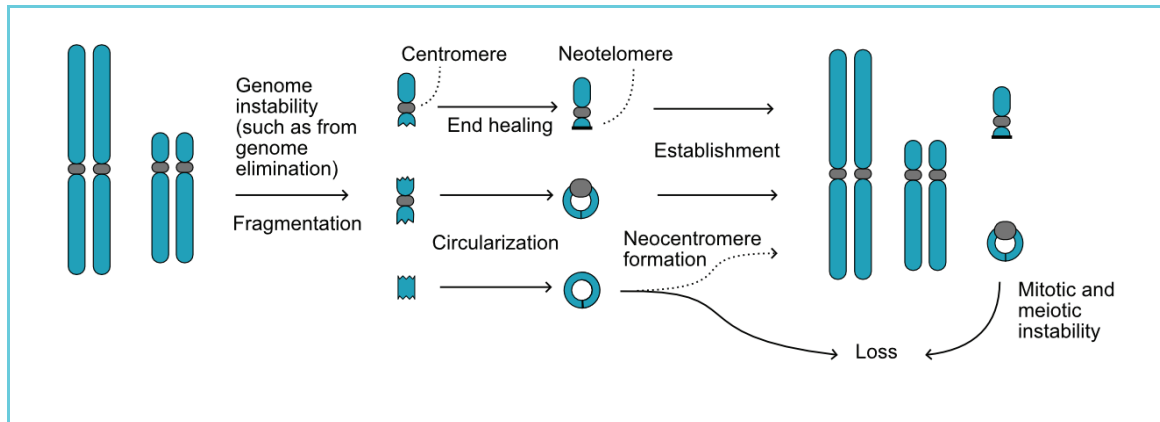 Centromere
Neotelomere
Genome
instability
(such as from
genome
elimination)
End healing
Establishment
Fragmentation
Circularization
Neocentromere
formation
Mitotic and
meiotic
instability
Loss